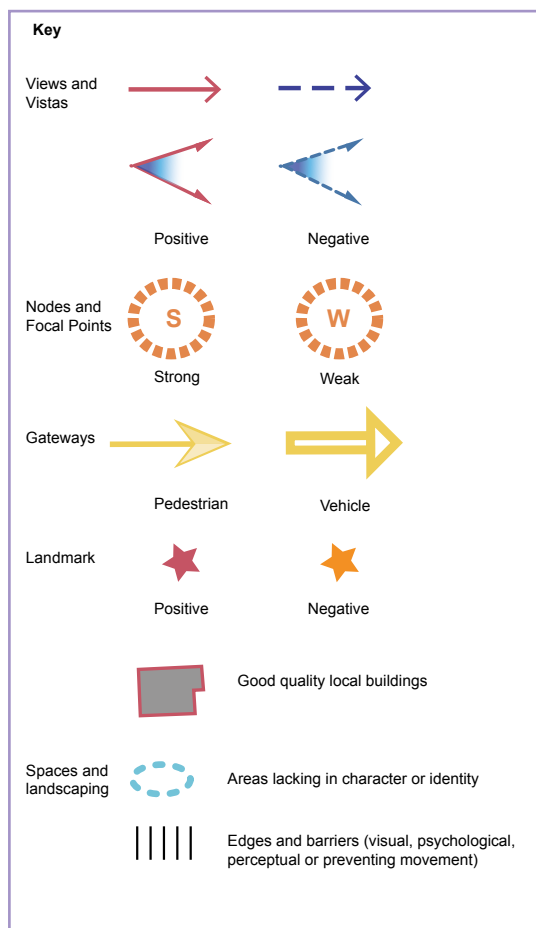 Key
Views and
Vistas
Positive
Negative
Nodes and
Focal Points
S
W
Strong
Weak
Gateways
Pedestrian
Vehicle
Landmark
Positive
Negative
Good quality local buildings
Spaces and
landscaping
Areas lacking in character or identity
Edges and barriers (visual, psychological,
perceptual or preventing movement)